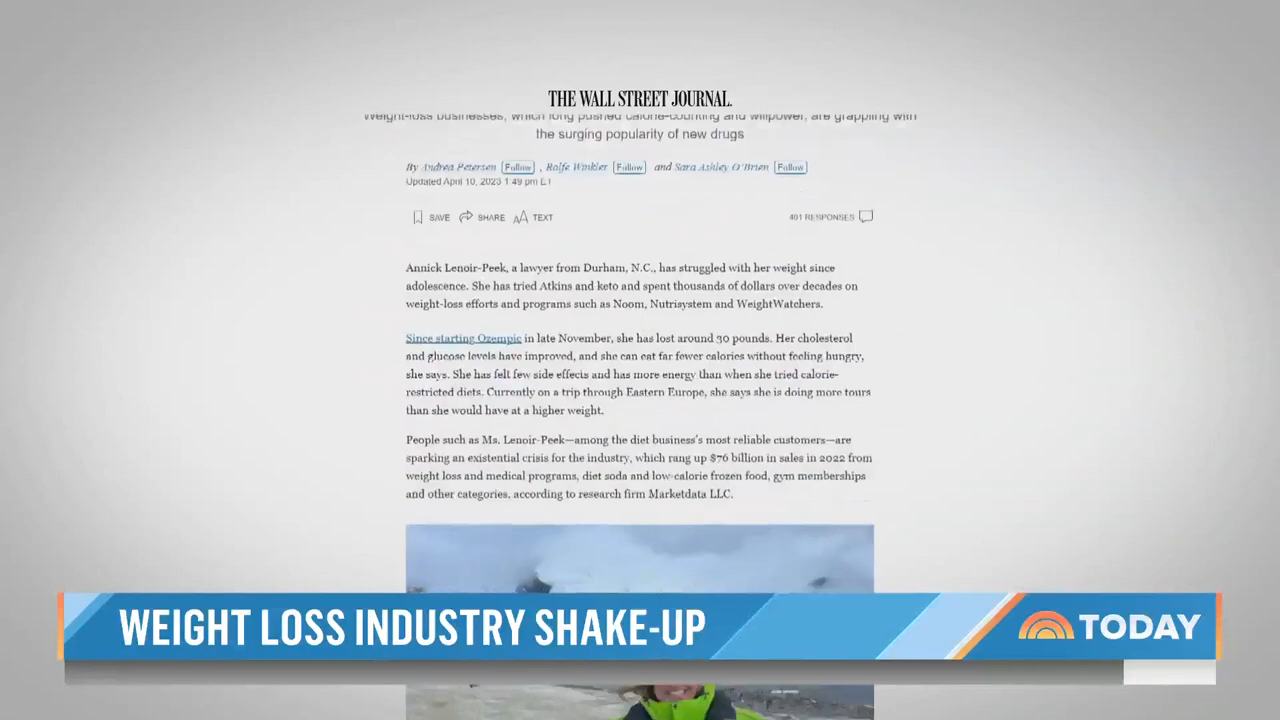 THE WALL STREET JOURNAL.
Weight-loss businesses, which long pushed calorie-counting and willpower, are grappling with
the surging popularity of new drugs
By Andrea Petersen Follow , Rolfe Winkler Follow and Sara Ashley O'Brien Follow
Updated April 10, 2023 1:49 pm ET
SAVE SHARE AA TEXT 401 RESPONSES
Annick Lenoir-Peek, a lawyer from Durham, N.C., has struggled with her weight since
adolescence. She has tried Atkins and keto and spent thousands of dollars over decades on
weight-loss efforts and programs such as Noom, Nutrisystem and WeightWatchers.
Since starting Ozempic in late November, she has lost around 30 pounds. Her cholesterol
and glucose levels have improved, and she can eat far fewer calories without feeling hungry,
she says. She has felt few side effects and has more energy than when she tried calorie-
restricted diets. Currently on a trip through Eastern Europe, she says she is doing more tours
than she would have at a higher weight.
People such as Ms. Lenoir-Peek—among the diet business's most reliable customers—are
sparking an existential crisis for the industry, which rang up $76 billion in sales in 2022 from
weight loss and medical programs, diet soda and low-calorie frozen food, gym memberships
and other categories, according to research firm Marketdata LLC.
WEIGHT LOSS INDUSTRY SHAKE-UP
TODAY